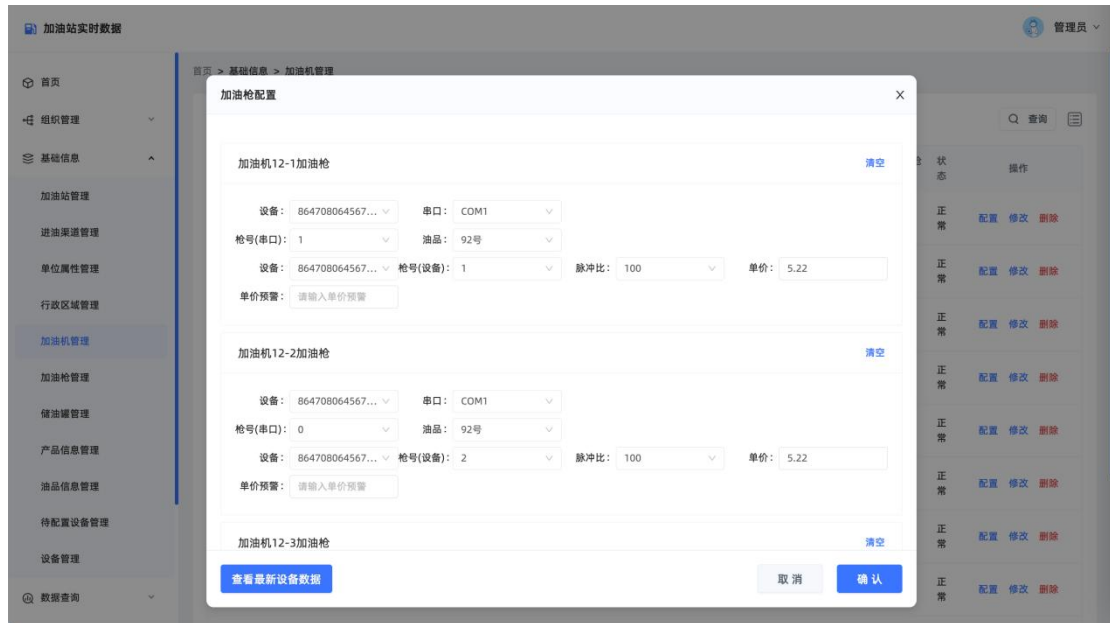 加油站实时数据
管理员
首页
组织管理
基础信息
加油站管理
进油渠道管理
单位属性管理
行政区域管理
加油机管理
加油枪管理
储油罐管理
产品信息管理
油品信息管理
待配置设备管理
设备管理
数据查询
首页 > 基础信息 > 加油机管理
查询
状态 操作
正常 配置 修改 删除
正常 配置 修改 删除
正常 配置 修改 删除
正常 配置 修改 删除
正常 配置 修改 删除
正常 配置 修改 删除
正常 配置 修改 删除
正常 配置 修改 删除
加油枪配置 X
加油机12-1加油枪 清空
设备： 864708064567... 串口： COM1
枪号(串口)： 1 油品： 92号
设备： 864708064567... 枪号(设备)： 1 脉冲比： 100 单价： 5.22
单价预警： 请输入单价预警
加油机12-2加油枪 清空
设备： 864708064567... 串口： COM1
枪号(串口)： 0 油品： 92号
设备： 864708064567... 枪号(设备)： 2 脉冲比： 100 单价： 5.22
单价预警： 请输入单价预警
加油机12-3加油枪 清空
查看最新设备数据 取 消 确 认